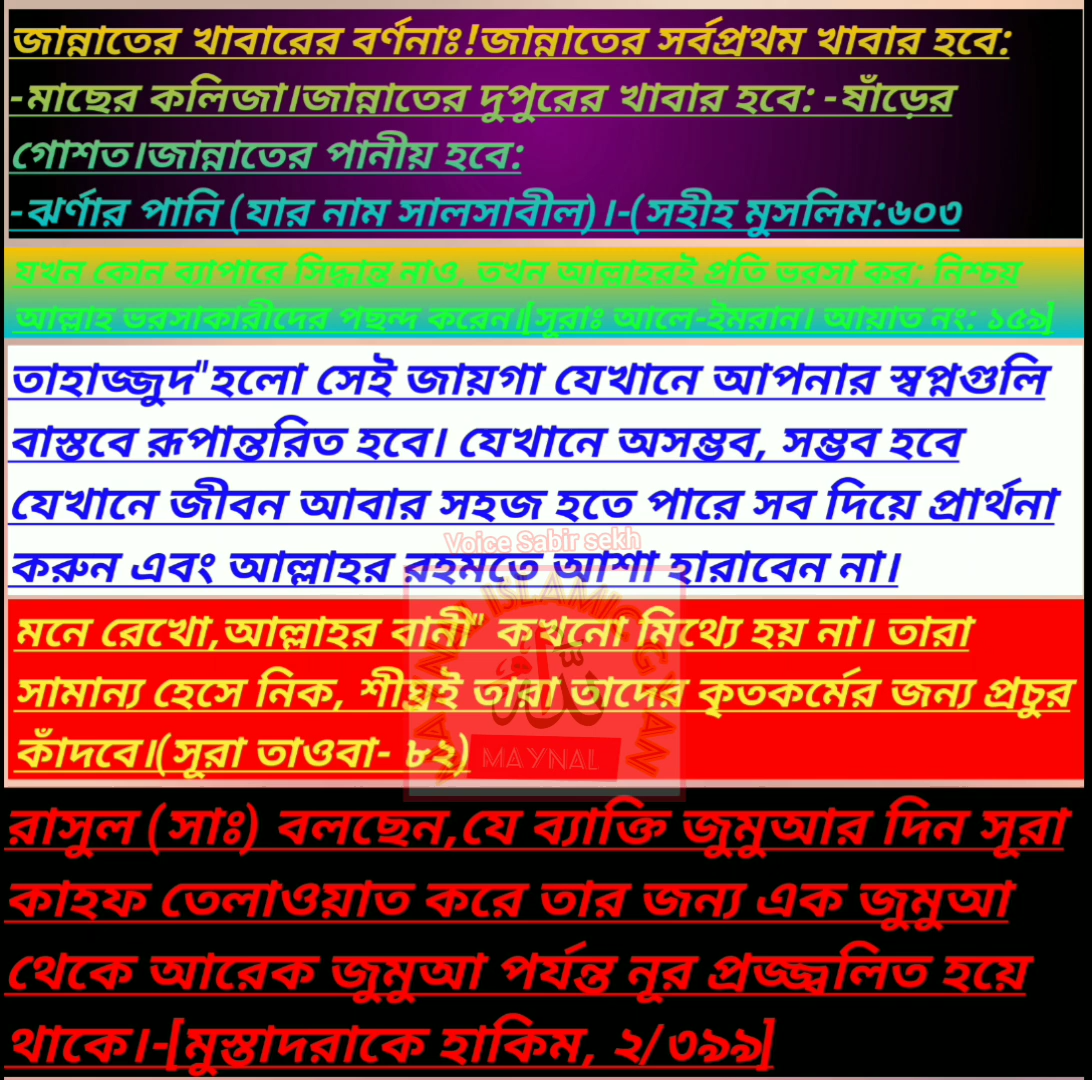 জান্নাতের খাবারের বর্ণনাঃ!জান্নাতের সর্বপ্রথম খাবার হবে:
-মাছের কলিজা।জান্নাতের দুপুরের খাবার হবে: -ষাঁড়ের
গোশত।জান্নাতের পানীয় হবে:
-ঝর্ণার পানি (যার নাম সালসাবীল)।-(সহীহ মুসলিম:৬০৩
যখন কোন ব্যাপারে সিদ্ধান্ত নাও, তখন আল্লাহরই প্রতি ভরসা কর; নিশ্চয়
আল্লাহ ভরসাকারীদের পছন্দ করেন।[সূরাঃ আলে-ইমরান। আয়াত নং: ১৫৯]
তাহাজ্জুদ"হলো সেই জায়গা যেখানে আপনার স্বপ্নগুলি
বাস্তবে রূপান্তরিত হবে। যেখানে অসম্ভব, সম্ভব হবে
যেখানে জীবন আবার সহজ হতে পারে সব দিয়ে প্রার্থনা
Voice Sabir sekh
করুন এবং আল্লাহর রহমতে আশা হারাবেন না।
MAYNAL ISLAMIC GYAN
মনে রেখো,আল্লাহর বানী" কখনো মিথ্যে হয় না। তারা
সামান্য হেসে নিক, শীঘ্রই তারা তাদের কৃতকর্মের জন্য প্রচুর
কাঁদবে।(সূরা তাওবা- ৮২)
MAYNAL
রাসুল (সাঃ) বলছেন,যে ব্যাক্তি জুমুআর দিন সূরা
কাহফ তেলাওয়াত করে তার জন্য এক জুমুআ
থেকে আরেক জুমুআ পর্যন্ত নূর প্রজ্জ্বলিত হয়ে
থাকে।-[মুস্তাদরাকে হাকিম, ২/৩৯৯]